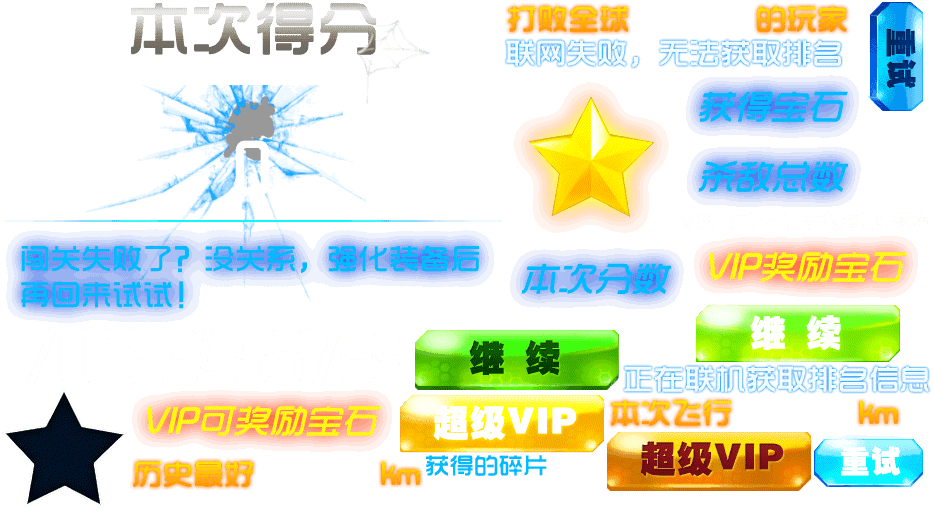 本次得分
打败全球 的玩家
联网失败，无法获取排名
重试
获得宝石
杀敌总数
闯关失败了？没关系，强化装备后
再回来试试！
本次分数
VIP奖励宝石
继 续
继 续
正在联机获取排名信息
VIP可奖励宝石
超级VIP
本次飞行 km
历史最好 km
获得的碎片
超级VIP
重试